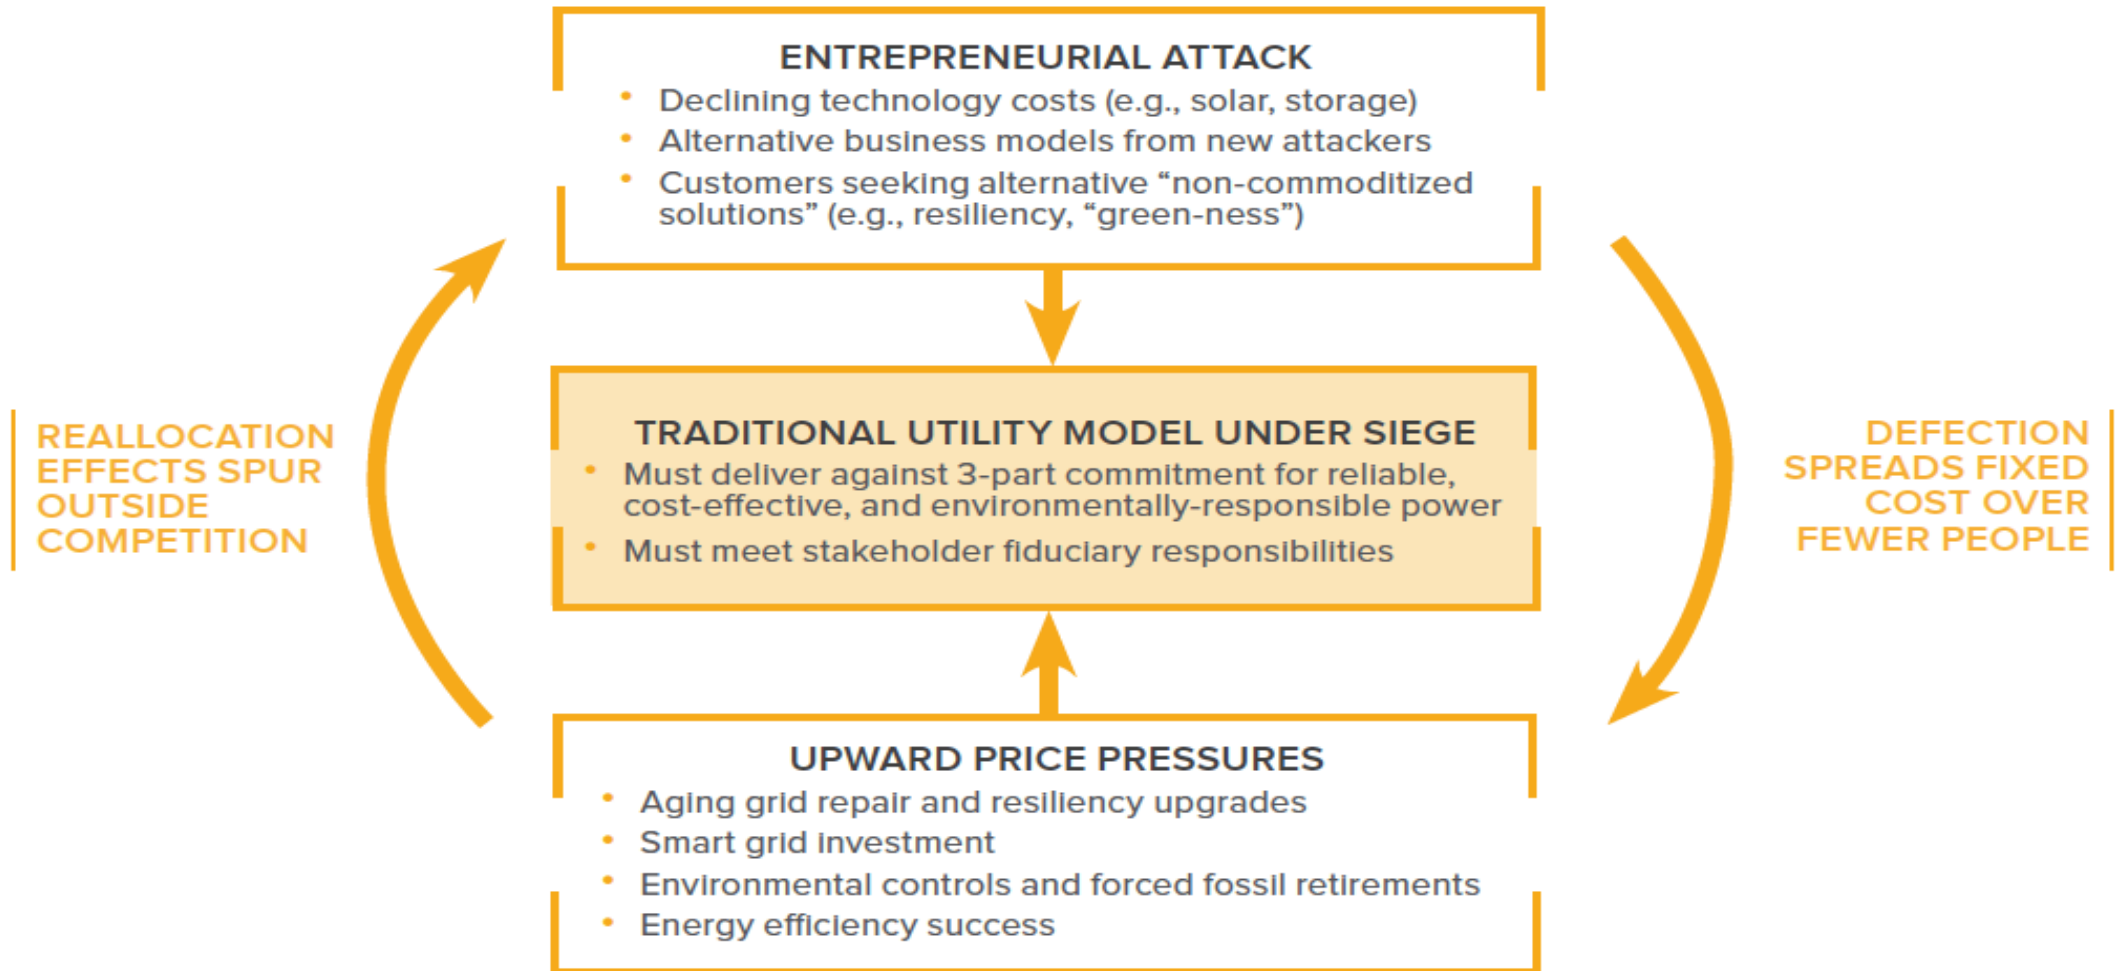 ENTREPRENEURIAL ATTACK
• Declining technology costs (e.g., solar, storage)
• Alternative business models from new attackers
• Customers seeking alternative “non-commoditized
solutions” (e.g., resiliency, “green-ness”)
REALLOCATION
EFFECTS SPUR
OUTSIDE
COMPETITION
TRADITIONAL UTILITY MODEL UNDER SIEGE
• Must deliver against 3-part commitment for reliable,
cost-effective, and environmentally-responsible power
• Must meet stakeholder fiduciary responsibilities
DEFECTION
SPREADS FIXED
COST OVER
FEWER PEOPLE
UPWARD PRICE PRESSURES
• Aging grid repair and resiliency upgrades
• Smart grid investment
• Environmental controls and forced fossil retirements
• Energy efficiency success